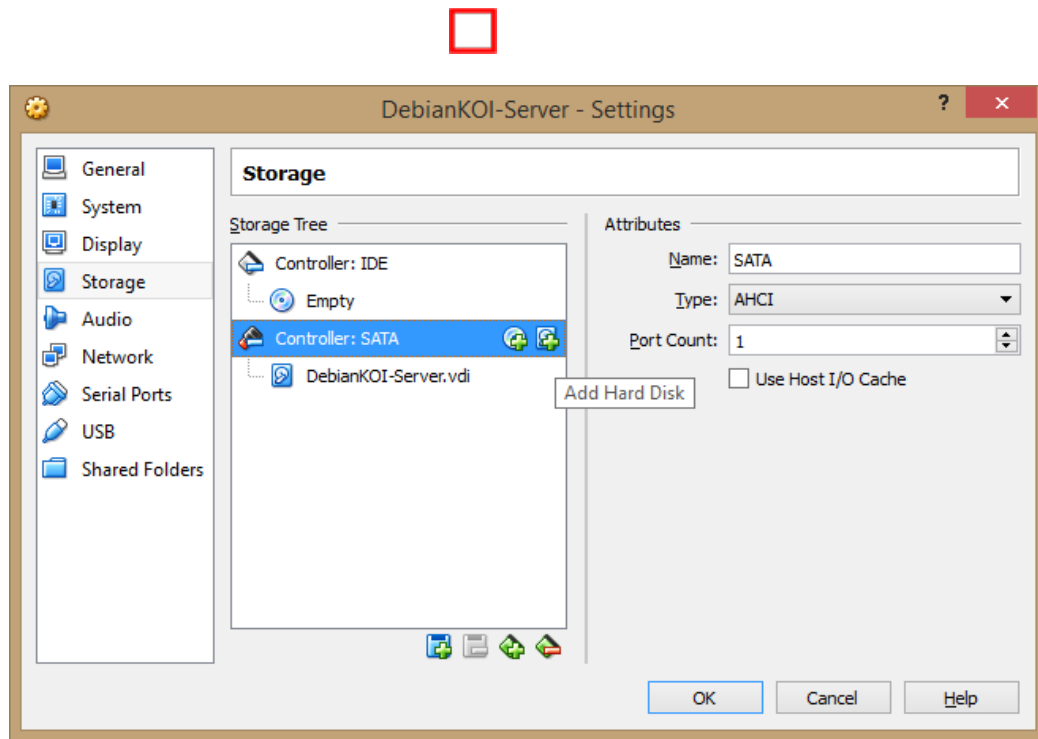 DebianKOI-Server - Settings
?
General
System
Display
Storage
Audio
Network
Serial Ports
USB
Shared Folders
Storage
Storage Tree
Controller: IDE
Empty
Controller: SATA
DebianKOI-Server.vdi
Add Hard Disk
Attributes
Name: SATA
Type: AHCI
Port Count: 1
Use Host I/O Cache
OK Cancel Help